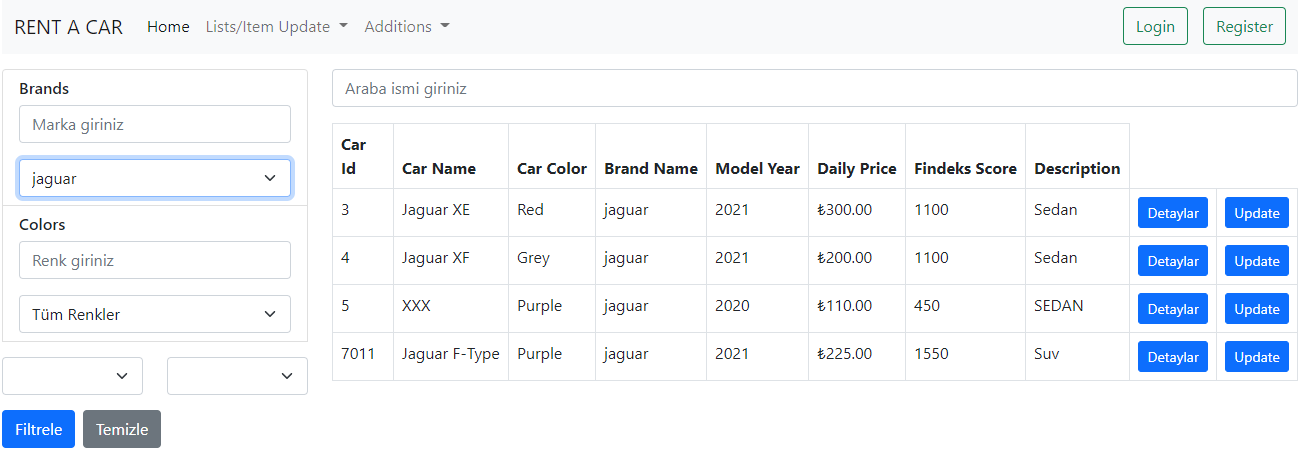 RENT A CAR Home Lists/Item Update Additions Login Register
Brands
Marka giriniz
jaguar
Colors
Renk giriniz
Tüm Renkler
Filtrele Temizle
Araba ismi giriniz
Car Id Car Name Car Color Brand Name Model Year Daily Price Findeks Score Description
3 Jaguar XE Red jaguar 2021 ₺300.00 1100 Sedan Detaylar Update
4 Jaguar XF Grey jaguar 2021 ₺200.00 1100 Sedan Detaylar Update
5 XXX Purple jaguar 2020 ₺110.00 450 SEDAN Detaylar Update
7011 Jaguar F-Type Purple jaguar 2021 ₺225.00 1550 Suv Detaylar Update